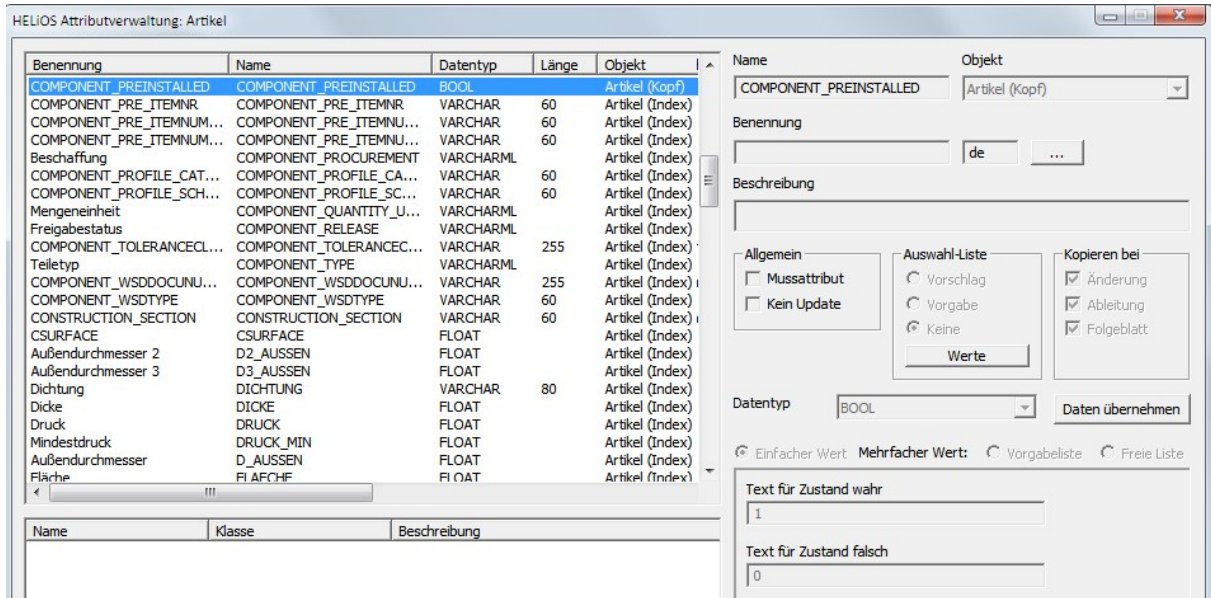 HELiOS Attributverwaltung: Artikel
Benennung Name Datentyp Länge Objekt
COMPONENT_PREINSTALLED COMPONENT_PREINSTALLED BOOL Artikel (Kopf)
COMPONENT_PRE_ITEMNR COMPONENT_PRE_ITEMNR VARCHAR 60 Artikel (Index)
COMPONENT_PRE_ITEMNUM... COMPONENT_PRE_ITEMNU... VARCHAR 60 Artikel (Index)
COMPONENT_PRE_ITEMNUM... COMPONENT_PRE_ITEMNU... VARCHAR 60 Artikel (Index)
Beschaffung COMPONENT_PROCUREMENT VARCHARML Artikel (Index)
COMPONENT_PROFILE_CAT... COMPONENT_PROFILE_CA... VARCHAR 60 Artikel (Index)
COMPONENT_PROFILE_SCH... COMPONENT_PROFILE_SC... VARCHAR 60 Artikel (Index)
Mengeneinheit COMPONENT_QUANTITY_U... VARCHARML Artikel (Index)
Freigabestatus COMPONENT_RELEASE VARCHARML Artikel (Index)
COMPONENT_TOLERANCECL... COMPONENT_TOLERANCEC... VARCHAR 255 Artikel (Index)
Teiletyp COMPONENT_TYPE VARCHARML Artikel (Index)
COMPONENT_WSDDOCUNU... COMPONENT_WSDDOCUNU... VARCHAR 255 Artikel (Index)
COMPONENT_WSDTYPE COMPONENT_WSDTYPE VARCHAR 60 Artikel (Index)
CONSTRUCTION_SECTION CONSTRUCTION_SECTION VARCHAR 60 Artikel (Index)
CSURFACE CSURFACE FLOAT Artikel (Index)
Außendurchmesser 2 D2_AUSSEN FLOAT Artikel (Index)
Außendurchmesser 3 D3_AUSSEN FLOAT Artikel (Index)
Dichtung DICHTUNG VARCHAR 80 Artikel (Index)
Dicke DICKE FLOAT Artikel (Index)
Druck DRUCK FLOAT Artikel (Index)
Mindestdruck DRUCK_MIN FLOAT Artikel (Index)
Außendurchmesser D_AUSSEN FLOAT Artikel (Index)
Fläche FLAECHE FLOAT Artikel (Index)
Name Klasse Beschreibung
Name Objekt
COMPONENT_PREINSTALLED Artikel (Kopf)
Benennung
de ...
Beschreibung
Allgemein
Mussattribut
Kein Update
Auswahl-Liste
Vorschlag
Vorgabe
Keine
Werte
Kopieren bei
Änderung
Ableitung
Folgeblatt
Datentyp BOOL Daten übernehmen
Einfacher Wert Mehrfacher Wert: Vorgabeliste Freie Liste
Text für Zustand wahr
1
Text für Zustand falsch
0